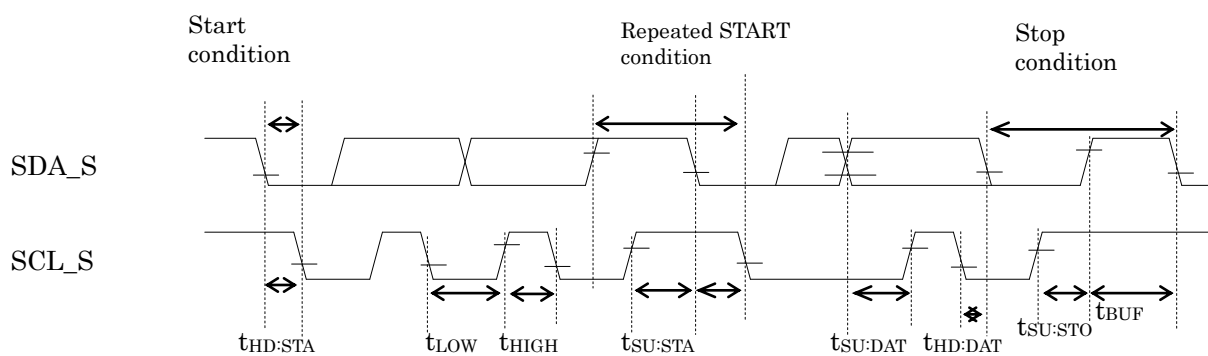 Start
condition
Repeated START
condition
Stop
condition
SDA_S
SCL_S
tHD:STA
tLOW
tHIGH
tSU:STA
tSU:DAT
tHD:DAT
tSU:STO
tBUF